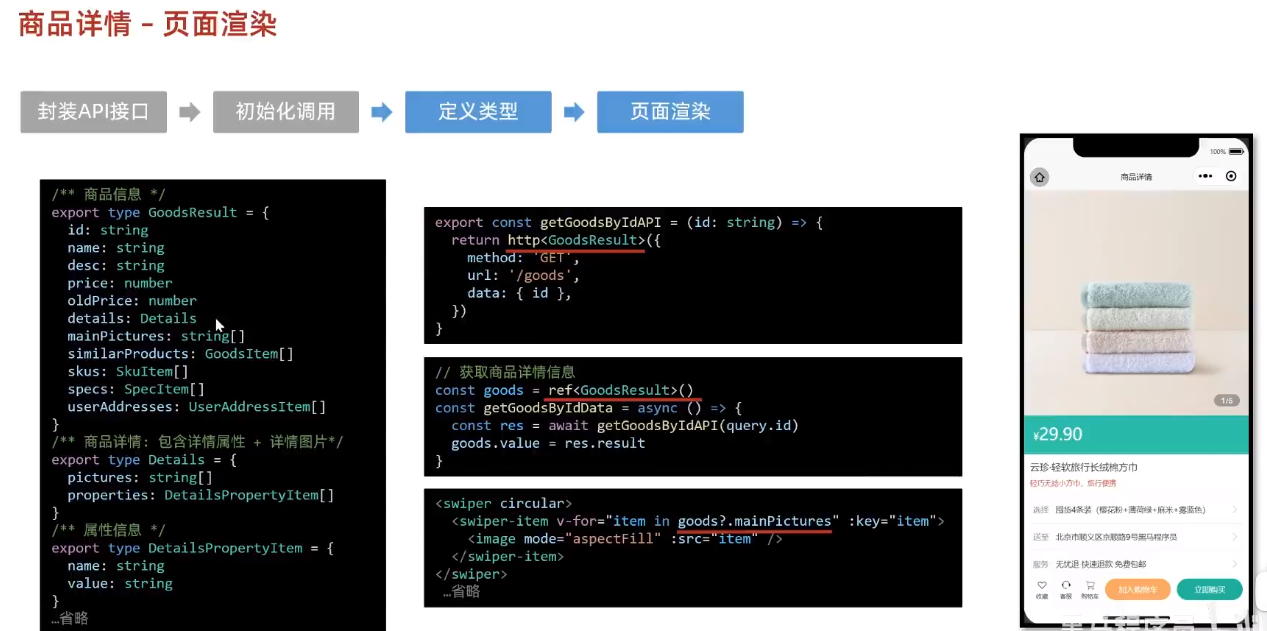 商品详情 - 页面渲染
封装API接口
初始化调用
定义类型
页面渲染
/** 商品信息 */
export type GoodsResult = {
id: string
name: string
desc: string
price: number
oldPrice: number
details: Details
mainPictures: string[]
similarProducts: GoodsItem[]
skus: SkuItem[]
specs: SpecItem[]
userAddresses: UserAddressItem[]
}
/** 商品详情: 包含详情属性 + 详情图片*/
export type Details = {
pictures: string[]
properties: DetailsPropertyItem[]
}
/** 属性信息 */
export type DetailsPropertyItem = {
name: string
value: string
}
…省略
export const getGoodsByIdAPI = (id: string) => {
return http<GoodsResult>({
method: 'GET',
url: '/goods',
data: { id },
})
}
// 获取商品详情信息
const goods = ref<GoodsResult>()
const getGoodsByIdData = async () => {
const res = await getGoodsByIdAPI(query.id)
goods.value = res.result
}
<swiper circular>
<swiper-item v-for="item in goods?.mainPictures" :key="item">
<image mode="aspectFill" :src="item" />
</swiper-item>
</swiper>
…省略
100%
商品详情
1/5
¥29.90
云珍·轻软旅行长绒棉方巾
轻巧无捻小方巾，旅行便携
选择 囤货4条装（樱花粉+薄荷绿+麻米+雾蓝色）
送至 北京市顺义区京顺路9号黑马程序员
服务 无忧退 快速退款 免费包邮
收藏 客服 购物车 加入购物车 立即购买